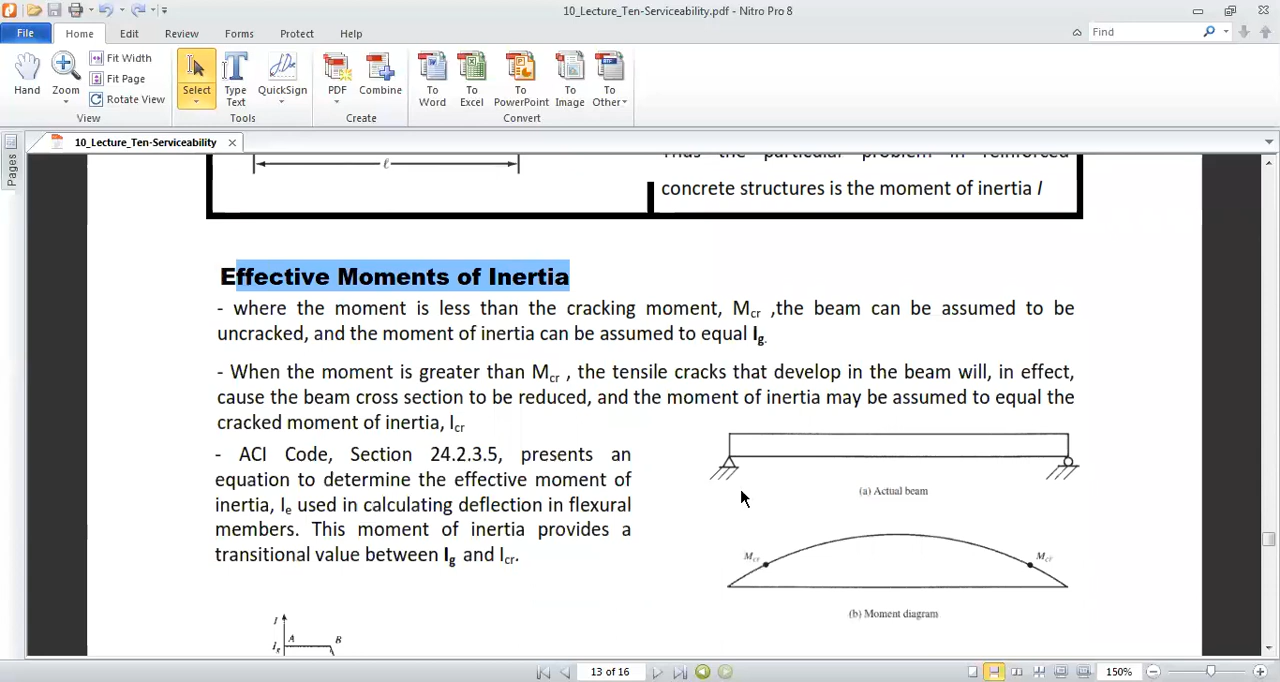 10_Lecture_Ten-Serviceability.pdf - Nitro Pro 8
File Home Edit Review Forms Protect Help Find
Hand Zoom Fit Width Fit Page Rotate View Select Type Text QuickSign PDF Combine To Word To Excel To PowerPoint To Image To Other
View Tools Create Convert
10_Lecture_Ten-Serviceability
Pages
ℓ
Thus the particular problem in reinforced
concrete structures is the moment of inertia I
Effective Moments of Inertia
- where the moment is less than the cracking moment, Mcr ,the beam can be assumed to be
uncracked, and the moment of inertia can be assumed to equal Ig.
- When the moment is greater than Mcr , the tensile cracks that develop in the beam will, in effect,
cause the beam cross section to be reduced, and the moment of inertia may be assumed to equal the
cracked moment of inertia, Icr
- ACI Code, Section 24.2.3.5, presents an
equation to determine the effective moment of
inertia, Ie used in calculating deflection in flexural
members. This moment of inertia provides a
transitional value between Ig and Icr.
(a) Actual beam
Mcr Mcr
(b) Moment diagram
I
Ig A B
13 of 16 150%